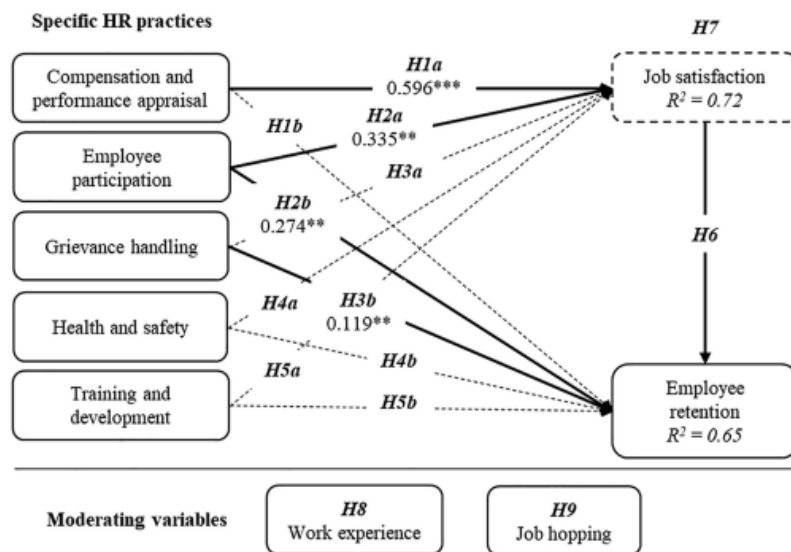 Specific HR practices
H7
Compensation and
performance appraisal
H1a
0.596***
Job satisfaction
R² = 0.72
H1b
H2a
0.335**
Employee
participation
H3a
H2b
0.274**
Grievance handling
H6
H4a
H3b
0.119**
Health and safety
H4b
H5a
Training and
development
H5b
Employee
retention
R² = 0.65
Moderating variables
H8
Work experience
H9
Job hopping